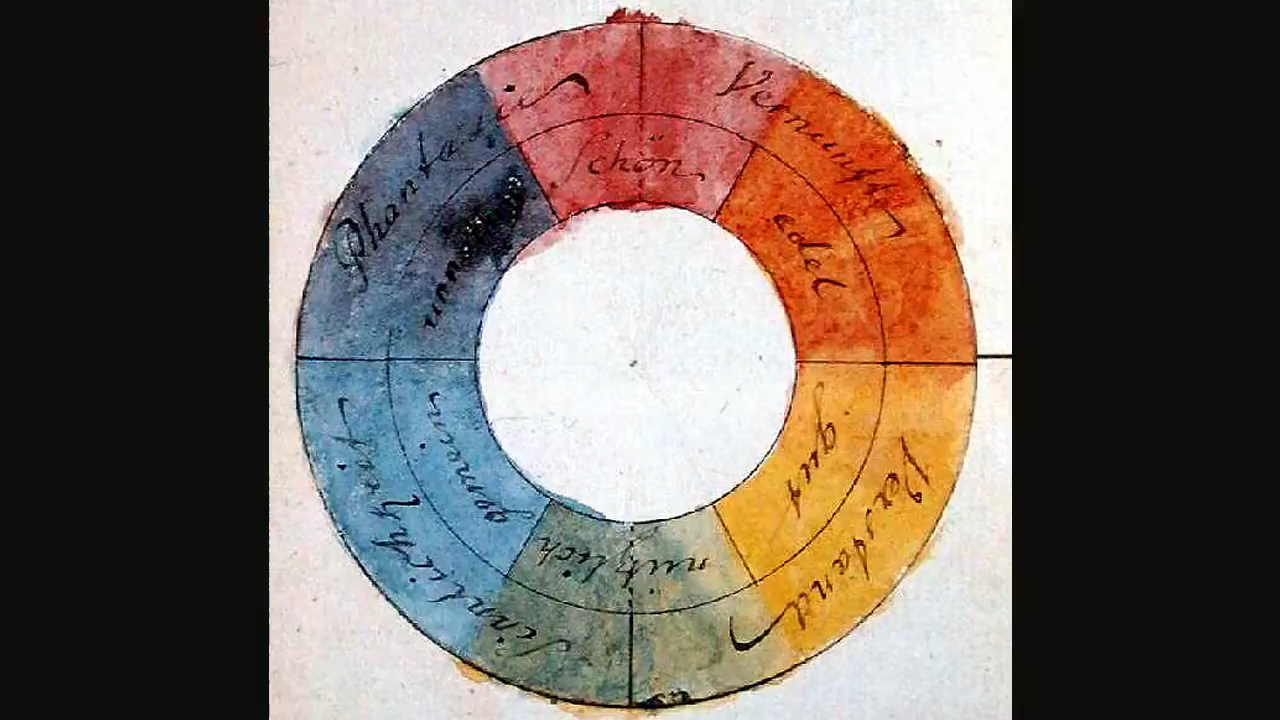 Phantasie
Vernunft
Schön
edel
gut
Verstand
nützlich
gemein
Sinnlichkeit